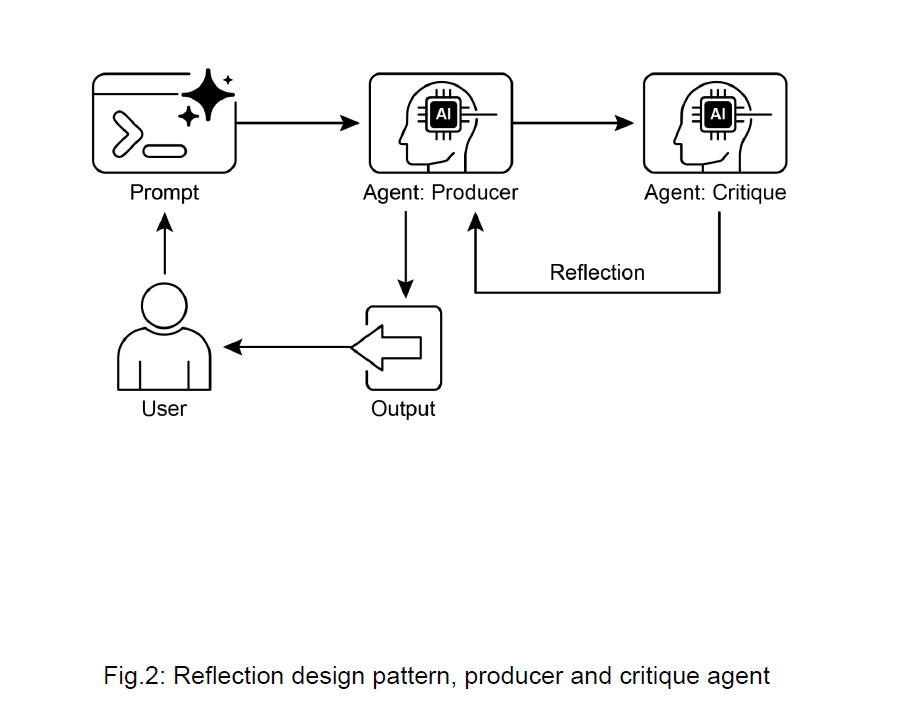 AI
AI
Prompt
Agent: Producer
Agent: Critique
Reflection
User
Output
Fig.2: Reflection design pattern, producer and critique agent